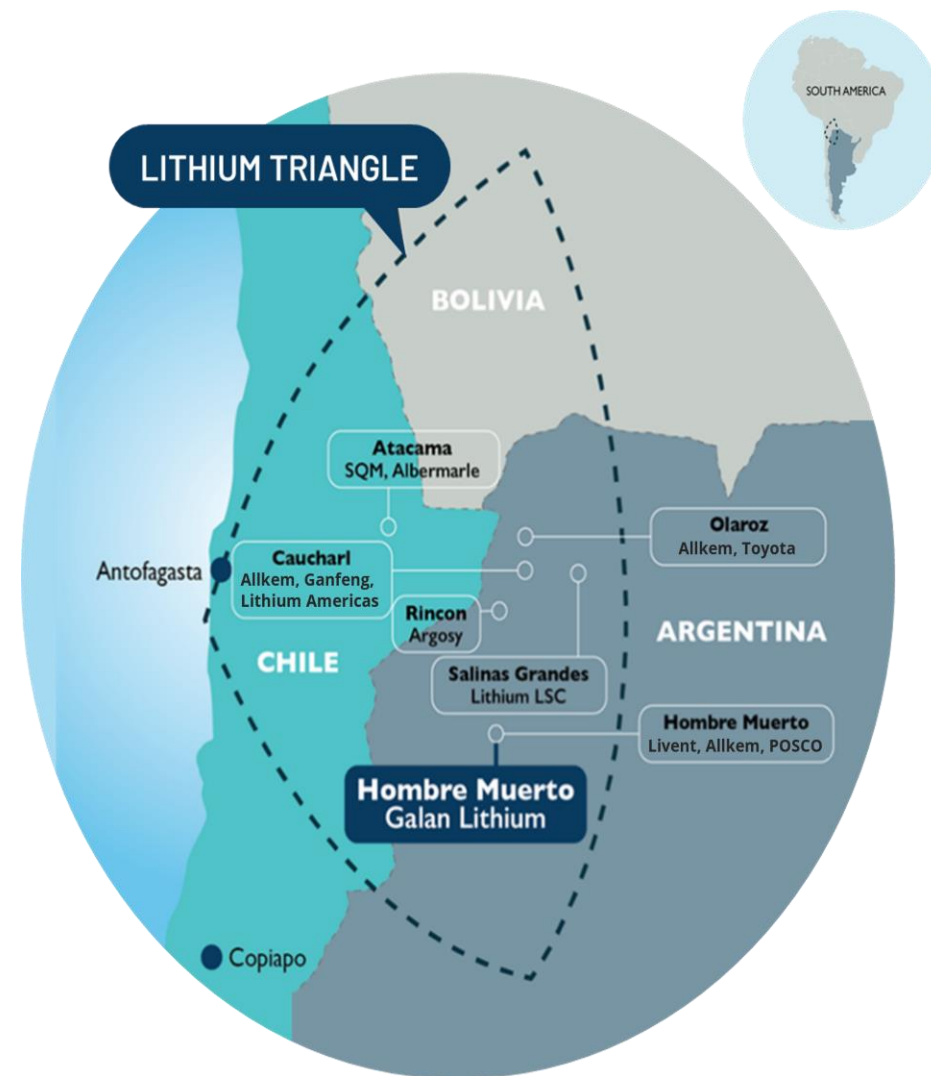 SOUTH AMERICA
LITHIUM TRIANGLE
BOLIVIA
Atacama
SQM, Albermarle
Olaroz
Allkem, Toyota
Antofagasta
Caucharl
Allkem, Ganfeng,
Lithium Americas
Rincon
Argosy
ARGENTINA
CHILE
Salinas Grandes
Lithium LSC
Hombre Muerto
Livent, Allkem, POSCO
Hombre Muerto
Galan Lithium
Copiapo